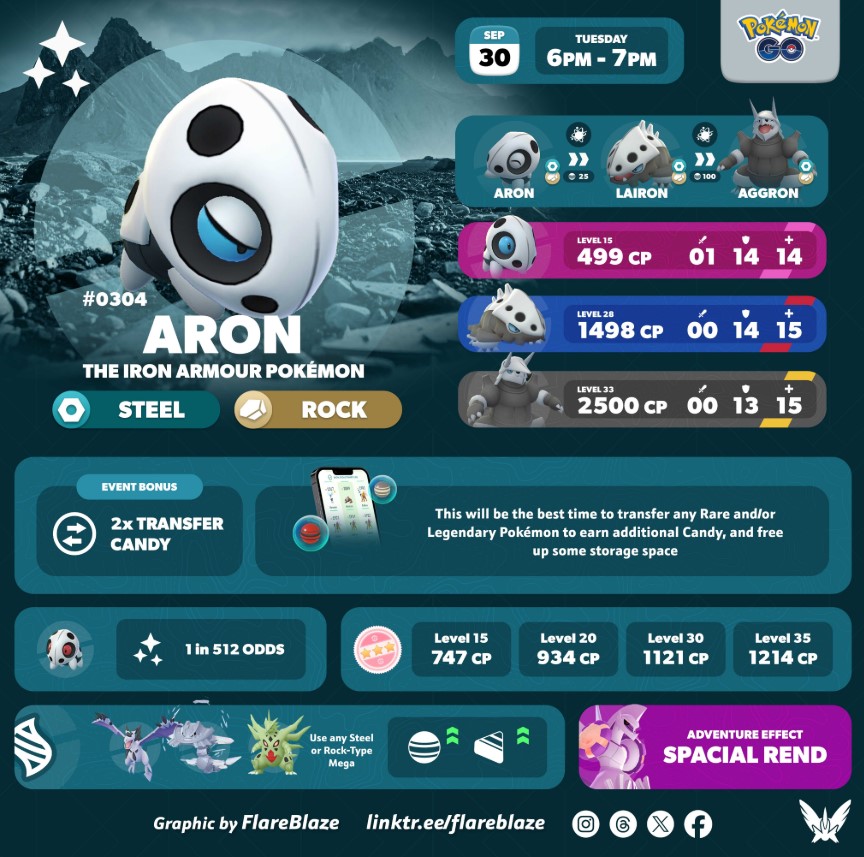 SEP
30
TUESDAY
6PM - 7PM
POKÉMON
GO
ARON
25
LAIRON
100
AGGRON
#0304
ARON
THE IRON ARMOUR POKÉMON
STEEL
ROCK
LEVEL 15
499 CP 01 14 14
LEVEL 28
1498 CP 00 14 15
LEVEL 33
2500 CP 00 13 15
EVENT BONUS
2x TRANSFER
CANDY
This will be the best time to transfer any Rare and/or
Legendary Pokémon to earn additional Candy, and free
up some storage space
1 in 512 ODDS
Level 15
747 CP
Level 20
934 CP
Level 30
1121 CP
Level 35
1214 CP
Use any Steel
or Rock-Type
Mega
ADVENTURE EFFECT
SPACIAL REND
Graphic by FlareBlaze linktr.ee/flareblaze